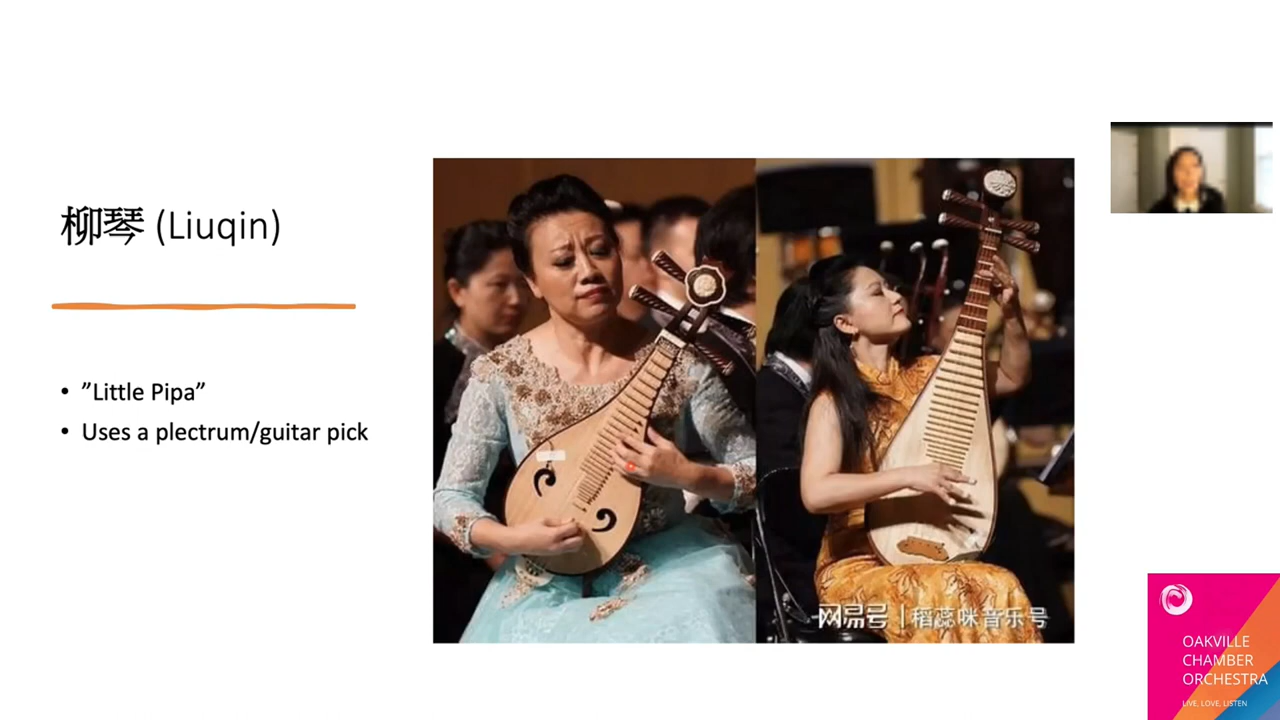 柳琴 (Liuqin)
• ”Little Pipa”
• Uses a plectrum/guitar pick
网易号 | 稻蕊咪音乐号
OAKVILLE
CHAMBER
ORCHESTRA
LIVE, LOVE, LISTEN